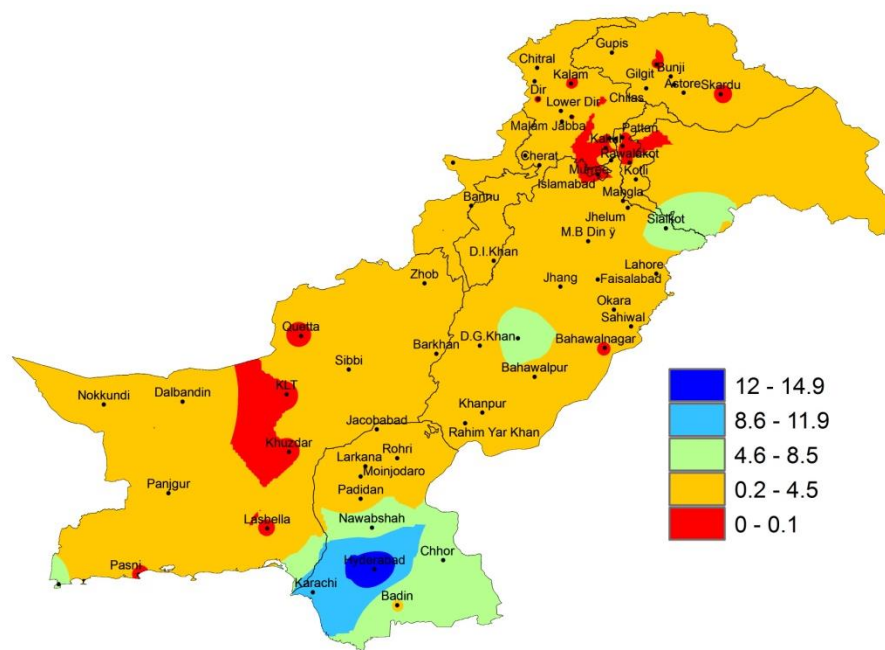 Gupis
Chitral
Bunji
Kalam
Gilgit
Astore
Skardu
Dir
Chilas
Lower Dir
Malam Jabba
Pattan
Cherat
Rawalakot
Kotli
Islamabad
Mangla
Bannu
Jhelum
Sialkot
M.B Din ÿ
D.I.Khan
Lahore
Zhob
Jhang
Faisalabad
Okara
Sahiwal
Quetta
D.G.Khan
Bahawalnagar
Barkhan
Sibbi
Bahawalpur
12 - 14.9
KLT
Nokkundi
Dalbandin
8.6 - 11.9
Khanpur
Jacobabad
Rahim Yar Khan
4.6 - 8.5
Khuzdar
Rohri
Larkana
Moinjodaro
0.2 - 4.5
Panjgur
Padidan
0 - 0.1
Lasbella
Nawabshah
Chhor
Hyderabad
Pasni
Karachi
Badin